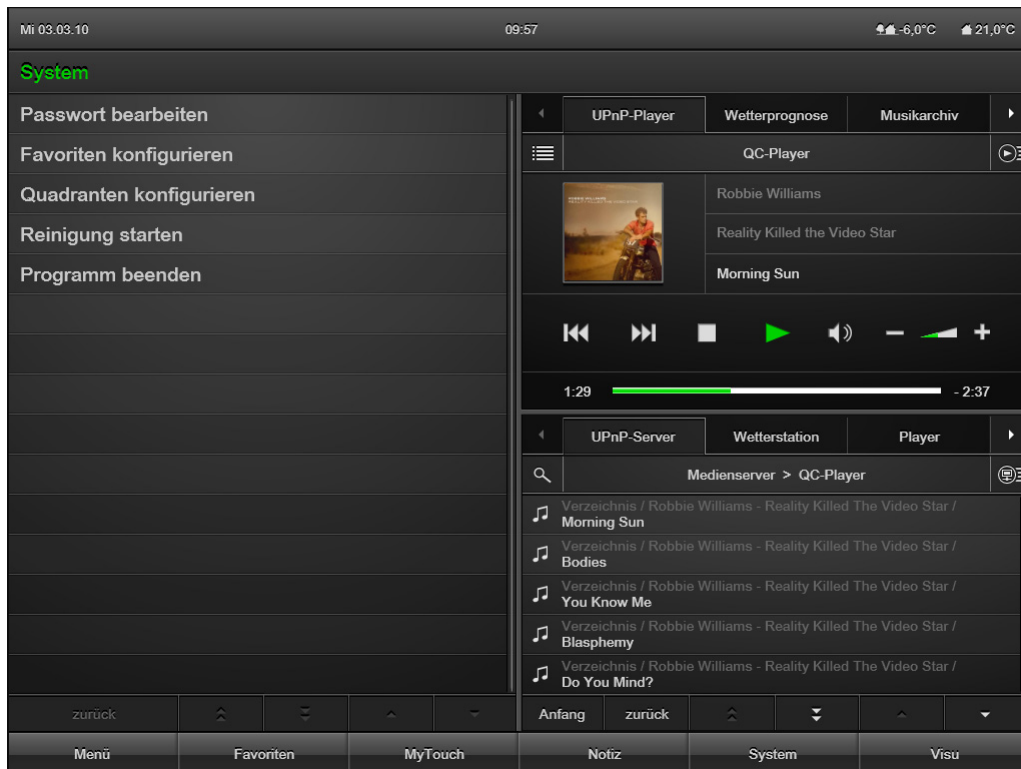 Mi 03.03.10 09:57 -6,0°C 21,0°C
System
Passwort bearbeiten
Favoriten konfigurieren
Quadranten konfigurieren
Reinigung starten
Programm beenden
zurück
UPnP-Player Wetterprognose Musikarchiv
QC-Player
Robbie Williams
Reality Killed the Video Star
Morning Sun
1:29 - 2:37
UPnP-Server Wetterstation Player
Medienserver > QC-Player
Verzeichnis / Robbie Williams - Reality Killed The Video Star /
Morning Sun
Verzeichnis / Robbie Williams - Reality Killed The Video Star /
Bodies
Verzeichnis / Robbie Williams - Reality Killed The Video Star /
You Know Me
Verzeichnis / Robbie Williams - Reality Killed The Video Star /
Blasphemy
Verzeichnis / Robbie Williams - Reality Killed The Video Star /
Do You Mind?
Anfang zurück
Menü Favoriten MyTouch Notiz System Visu